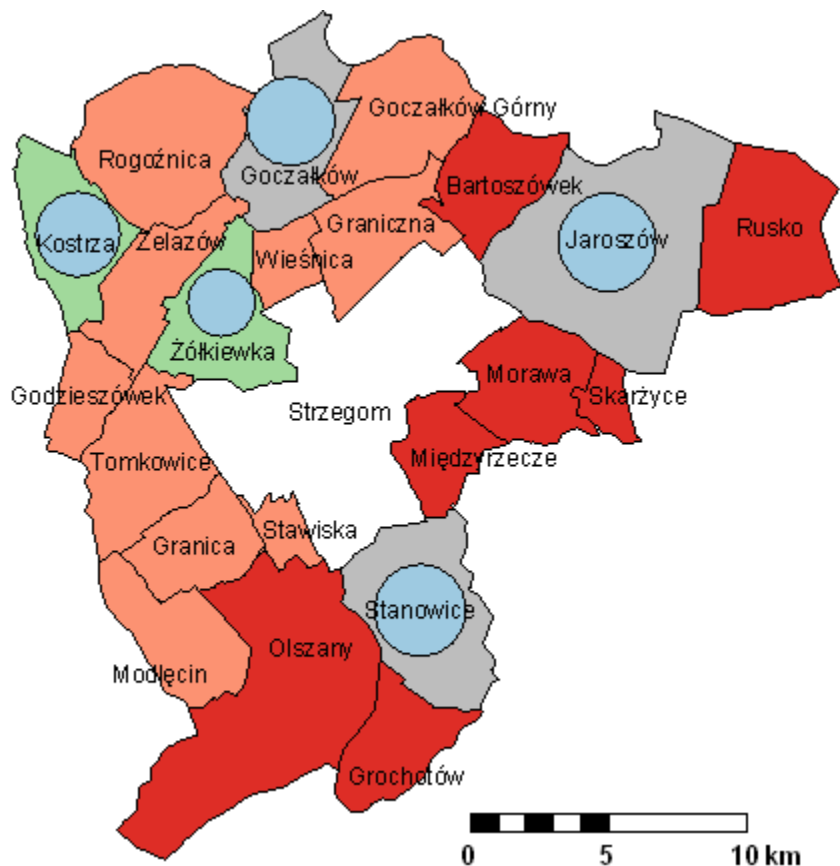 Goczałków Górny
Rogoźnica
Goczałków
Bartoszówek
Graniczna
Rusko
Kostrza
Żelazów
Jaroszów
Wieśnica
Żółkiewka
Morawa
Godzieszówek
Skarżyce
Strzegom
Tomkowice
Międzyrzecze
Stawiska
Granica
Stanowice
Olszany
Modlęcin
Grochotów
0 5 10 km